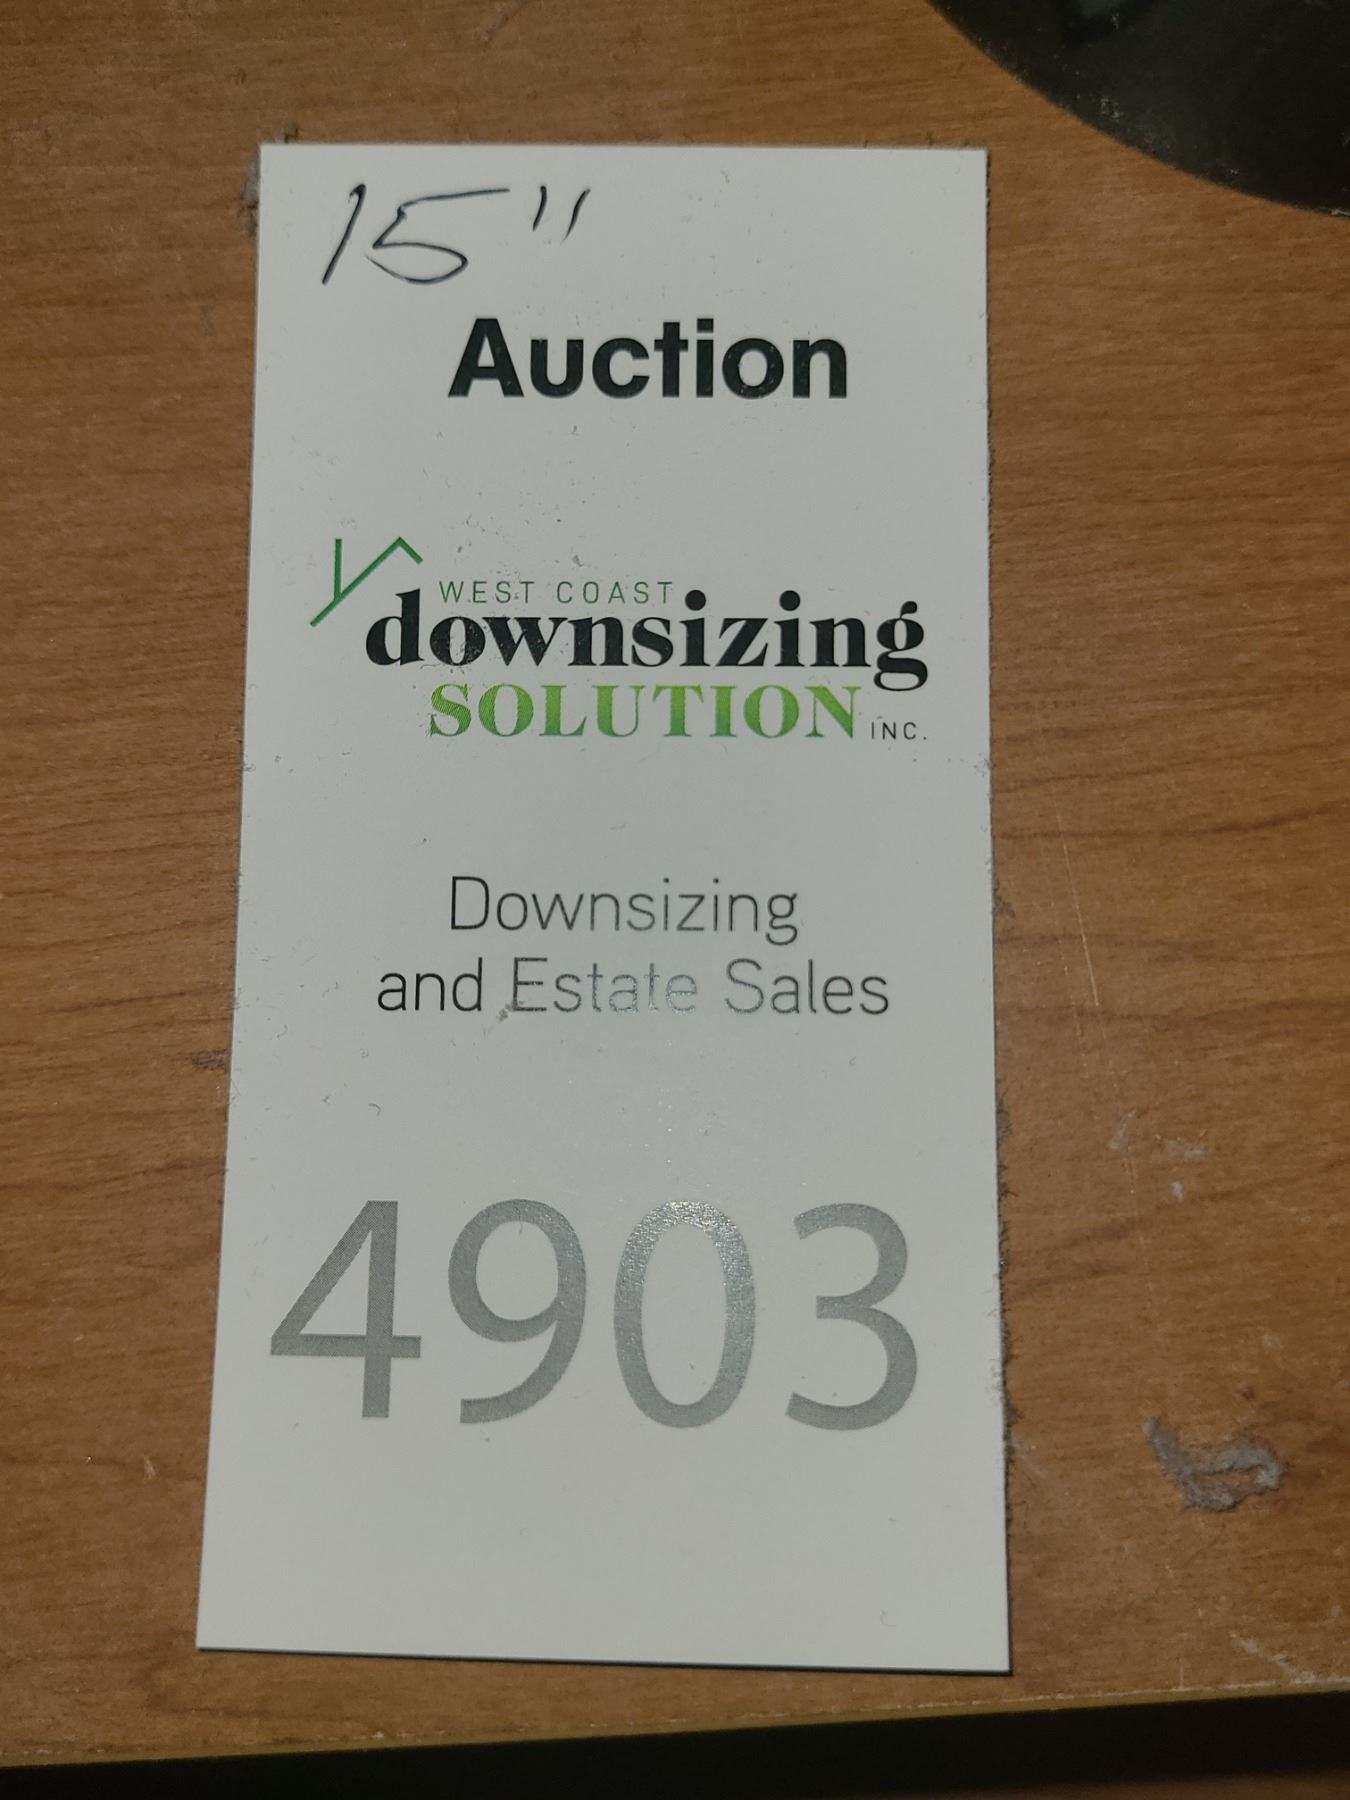 15"
Auction
WEST COAST
downsizing
SOLUTION INC.
Downsizing
and Estate Sales
4903